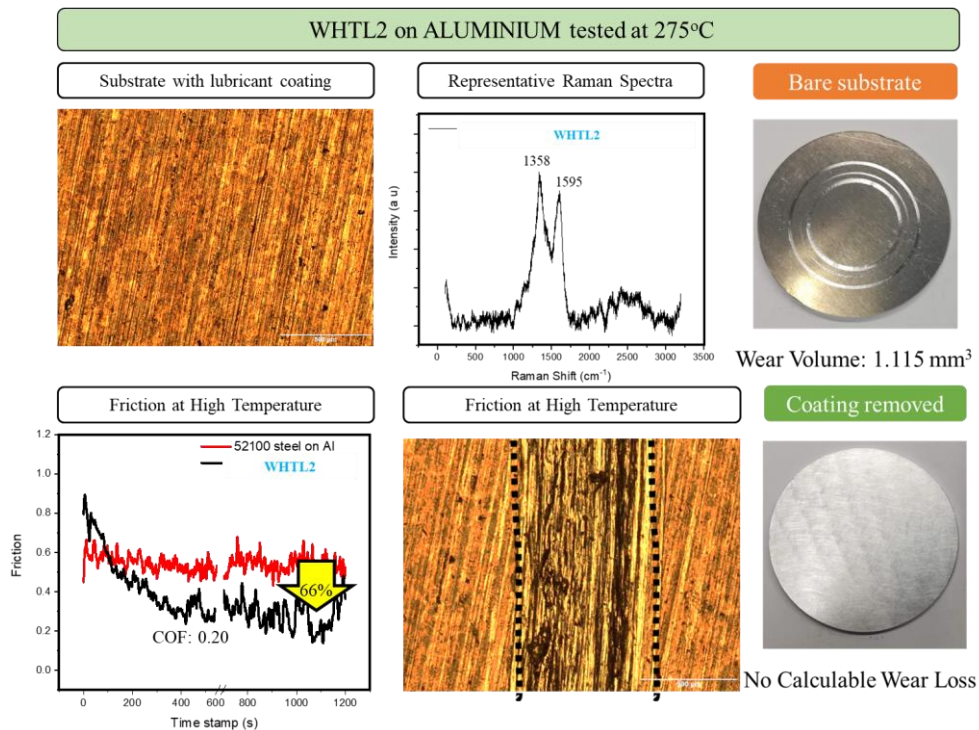 WHTL2 on ALUMINIUM tested at 275°C
Substrate with lubricant coating
Representative Raman Spectra
Bare substrate
WHTL2
1358
1595
Intensity (a u)
0
500
1000
1500
2000
2500
3000
3500
Raman Shift (cm⁻¹)
Wear Volume: 1.115 mm³
Friction at High Temperature
Friction at High Temperature
Coating removed
1.2
1.0
0.8
0.6
0.4
0.2
0.0
Friction
52100 steel on Al
WHTL2
66%
COF: 0.20
0
200
400
600
800
1000
1200
Time stamp (s)
No Calculable Wear Loss